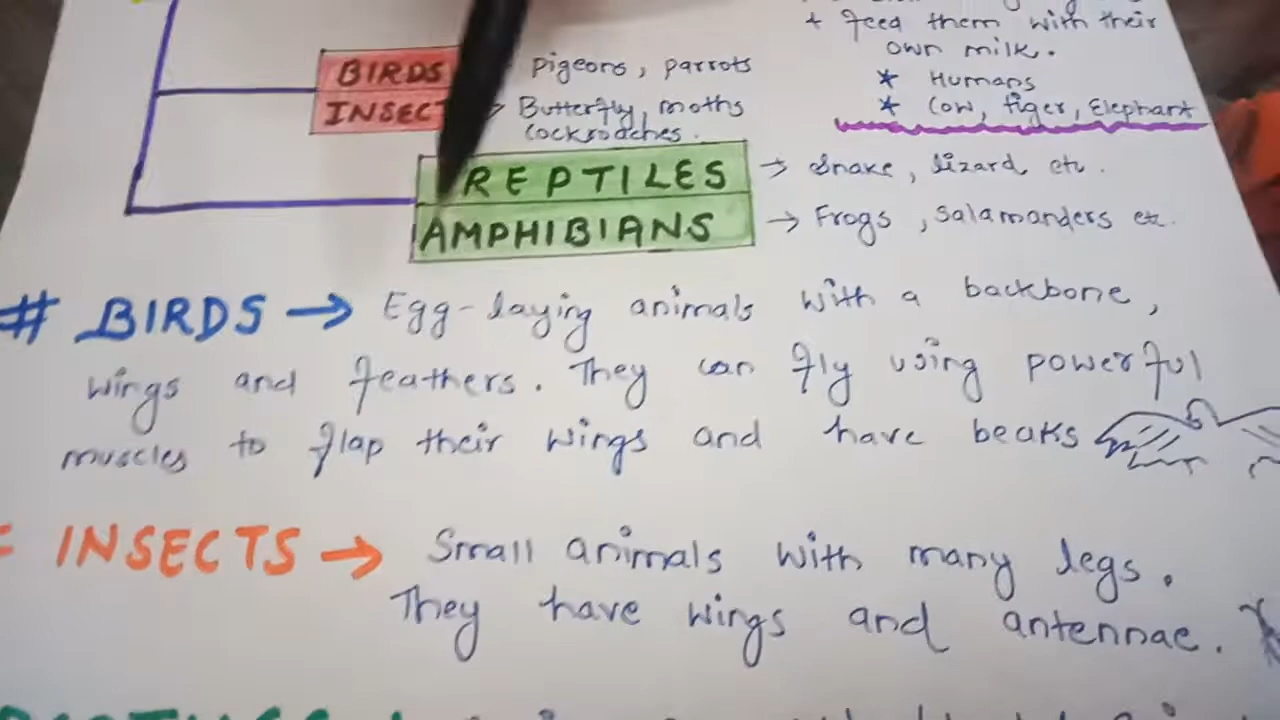 + feed them with their
own milk.
* Humans
* Cow, Tiger, Elephant
BIRDS pigeons, parrots
INSECT Butterfly, moths
cockroaches.
REPTILES → Snake, lizard etc.
AMPHIBIANS → Frogs, salamanders etc.
# BIRDS → Egg-laying animals with a backbone,
wings and feathers. They can fly using powerful
muscles to flap their wings and have beaks
INSECTS → Small animals with many legs.
They have wings and antennae.